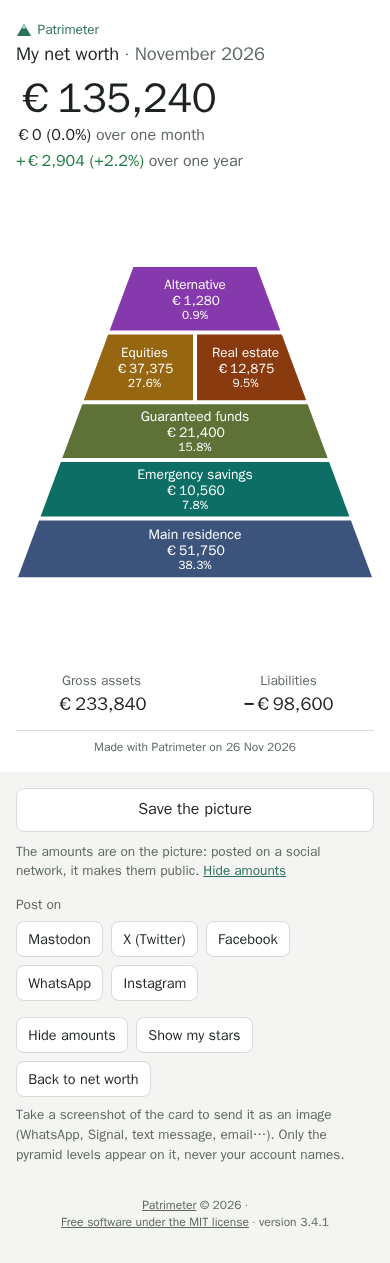 Patrimeter
My net worth · November 2026
€ 135,240
€ 0 (0.0%) over one month
+ € 2,904 (+2.2%) over one year
Alternative
€ 1,280
0.9%
Equities
€ 37,375
27.6%
Real estate
€ 12,875
9.5%
Guaranteed funds
€ 21,400
15.8%
Emergency savings
€ 10,560
7.8%
Main residence
€ 51,750
38.3%
Gross assets
€ 233,840
Liabilities
−€ 98,600
Made with Patrimeter on 26 Nov 2026
Save the picture
The amounts are on the picture: posted on a social
network, it makes them public. Hide amounts
Post on
Mastodon
X (Twitter)
Facebook
WhatsApp
Instagram
Hide amounts
Show my stars
Back to net worth
Take a screenshot of the card to send it as an image
(WhatsApp, Signal, text message, email…). Only the
pyramid levels appear on it, never your account names.
Patrimeter © 2026 ·
Free software under the MIT license · version 3.4.1